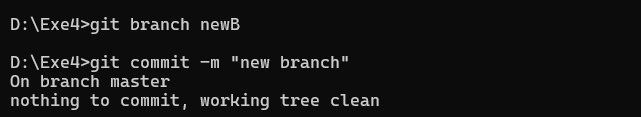 D:\Exe4>git branch newB
D:\Exe4>git commit -m "new branch"
On branch master
nothing to commit, working tree clean